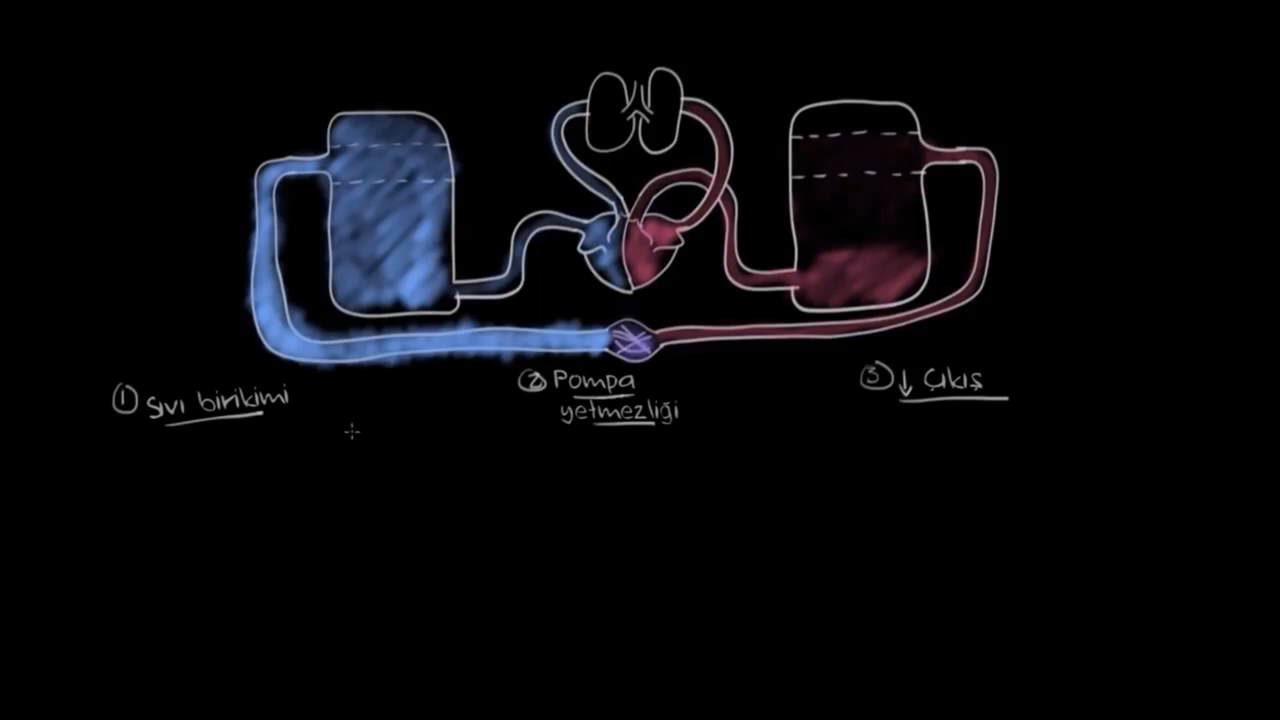 ① Sıvı birikimi
② Pompa
yetmezliği
③ ↓ Çıkış